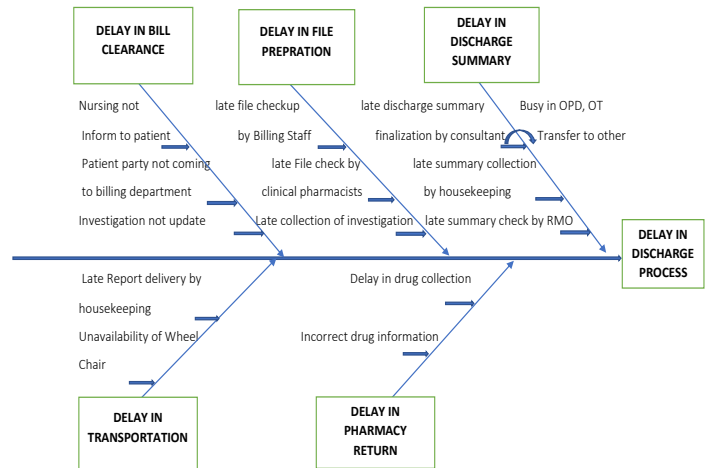 DELAY IN BILL
CLEARANCE
DELAY IN FILE
PREPRATION
DELAY IN
DISCHARGE
SUMMARY
Nursing not
Inform to patient
Patient party not coming
to billing department
Investigation not update
late file checkup
by Billing Staff
late File check by
clinical pharmacists
Late collection of investigation
late discharge summary
finalization by consultant
late summary collection
by housekeeping
late summary check by RMO
Busy in OPD, OT
Transfer to other
DELAY IN
DISCHARGE
PROCESS
Late Report delivery by
housekeeping
Unavailability of Wheel
Chair
Delay in drug collection
Incorrect drug information
DELAY IN
TRANSPORTATION
DELAY IN
PHARMACY
RETURN